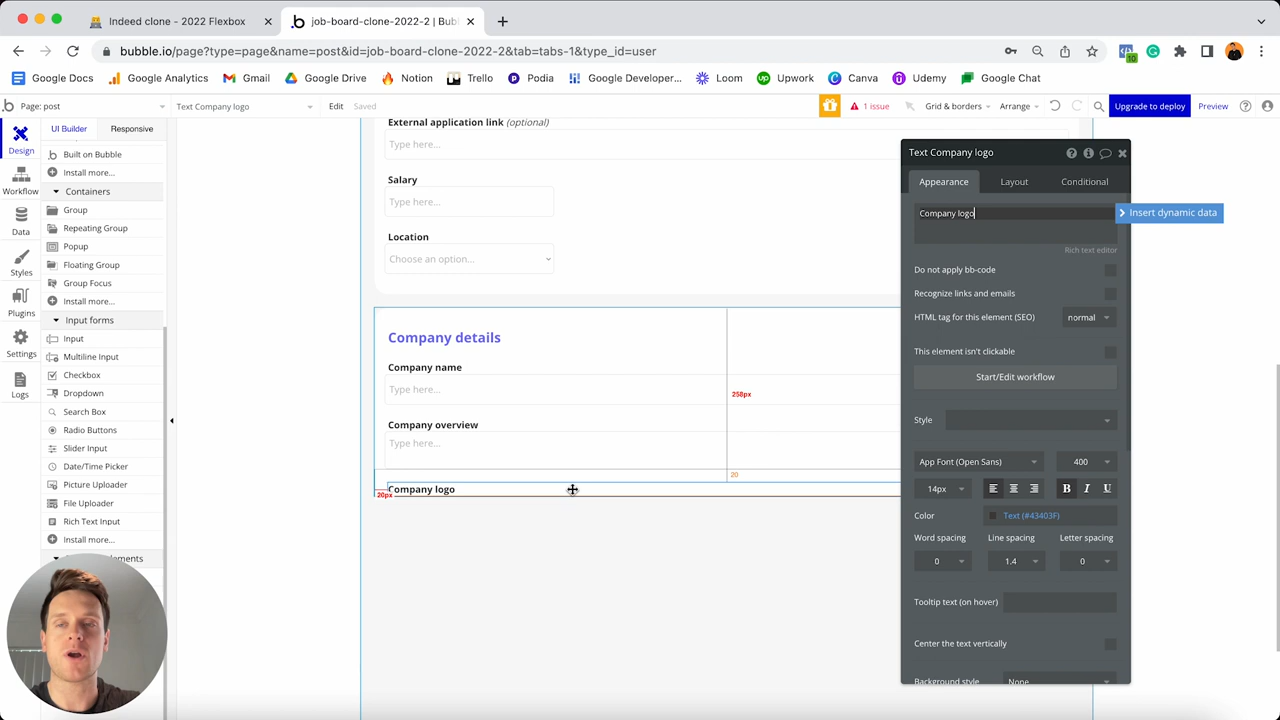 Indeed clone - 2022 Flexbox
job-board-clone-2022-2 | Bubb
bubble.io/page?type=page&name=post&id=job-board-clone-2022-2&tab=tabs-1&type_id=user
10
Google Docs
Google Analytics
Gmail
Google Drive
Notion
Trello
Podia
Google Developer...
Loom
Upwork
Canva
Udemy
Google Chat
Page: post
Text Company logo
Edit
Saved
1 issue
Grid & borders
Arrange
Upgrade to deploy
Preview
Design
Workflow
Data
Styles
Plugins
Settings
Logs
UI Builder
Responsive
Built on Bubble
Install more...
Containers
Group
Repeating Group
Popup
Floating Group
Group Focus
Install more...
Input forms
Input
Multiline Input
Checkbox
Dropdown
Search Box
Radio Buttons
Slider Input
Date/Time Picker
Picture Uploader
File Uploader
Rich Text Input
Install more...
External application link (optional)
Type here...
Salary
Type here...
Location
Choose an option...
Company details
Company name
Type here...
258px
Company overview
Type here...
20
Company logo
20px
Text Company logo
Appearance
Layout
Conditional
Company logo
Insert dynamic data
Rich text editor
Do not apply bb-code
Recognize links and emails
HTML tag for this element (SEO)
normal
This element isn't clickable
Start/Edit workflow
Style
App Font (Open Sans)
400
14px
B I U
Color
Text (#43403F)
Word spacing
Line spacing
Letter spacing
0
1.4
0
Tooltip text (on hover)
Center the text vertically
Background style
None